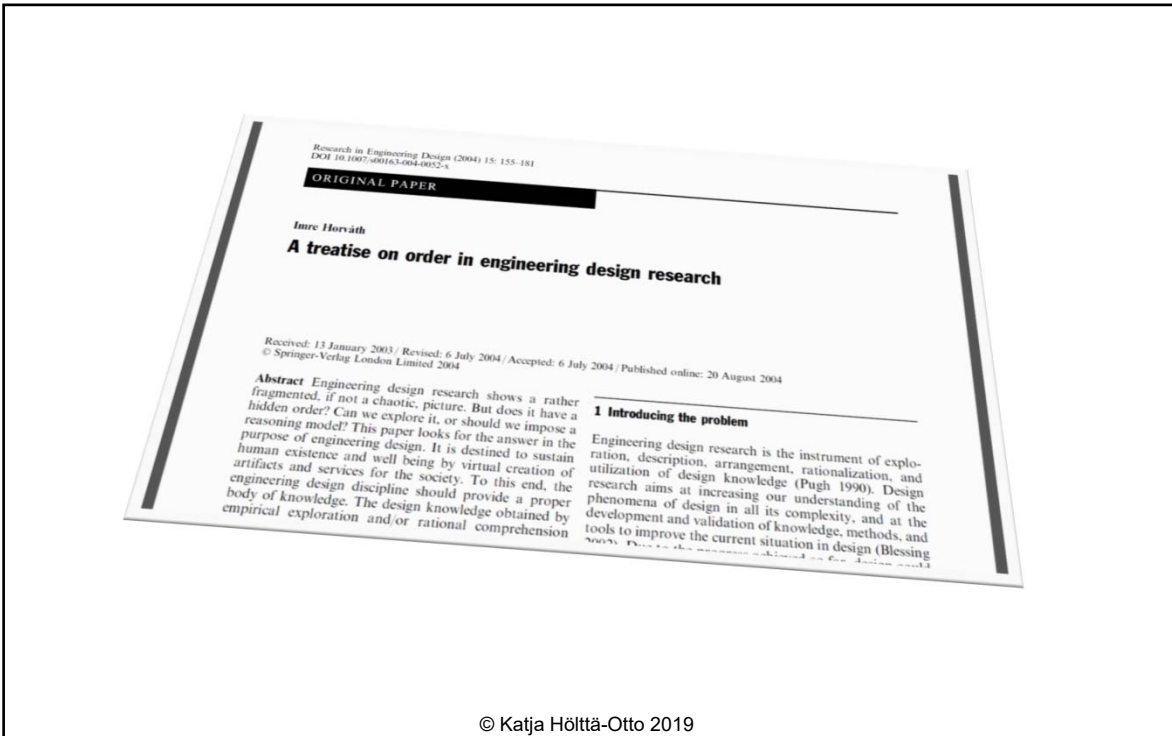 Research in Engineering Design (2004) 15: 155–181
DOI 10.1007/s00163-004-0052-x
ORIGINAL PAPER
Imre Horváth
A treatise on order in engineering design research
Received: 13 January 2003 / Revised: 6 July 2004 / Accepted: 6 July 2004 / Published online: 20 August 2004
© Springer-Verlag London Limited 2004
Abstract Engineering design research shows a rather
fragmented, if not a chaotic, picture. But does it have a
hidden order? Can we explore it, or should we impose a
reasoning model? This paper looks for the answer in the
purpose of engineering design. It is destined to sustain
human existence and well being by virtual creation of
artifacts and services for the society. To this end, the
engineering design discipline should provide a proper
body of knowledge. The design knowledge obtained by
empirical exploration and/or rational comprehension
1 Introducing the problem
Engineering design research is the instrument of explo-
ration, description, arrangement, rationalization, and
utilization of design knowledge (Pugh 1990). Design
research aims at increasing our understanding of the
phenomena of design in all its complexity, and at the
development and validation of knowledge, methods, and
tools to improve the current situation in design (Blessing
© Katja Hölttä-Otto 2019